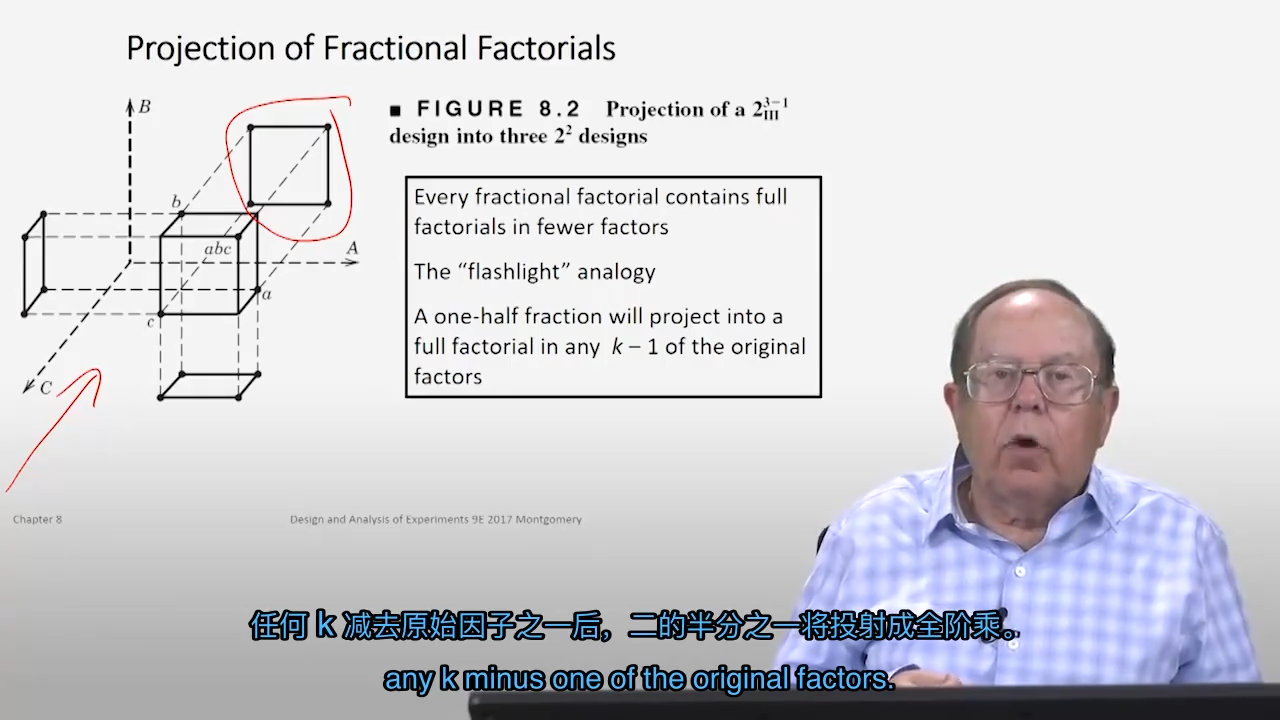 Projection of Fractional Factorials
B
■ FIGURE 8.2 Projection of a 2_{III}^{3-1}
design into three 2² designs
b
abc
A
a
c
C
Every fractional factorial contains full
factorials in fewer factors
The “flashlight” analogy
A one-half fraction will project into a
full factorial in any k – 1 of the original
factors
Chapter 8
Design and Analysis of Experiments 9E 2017 Montgomery
任何 k 减去原始因子之一后，二的半分之一将投射成全阶乘。
any k minus one of the original factors.